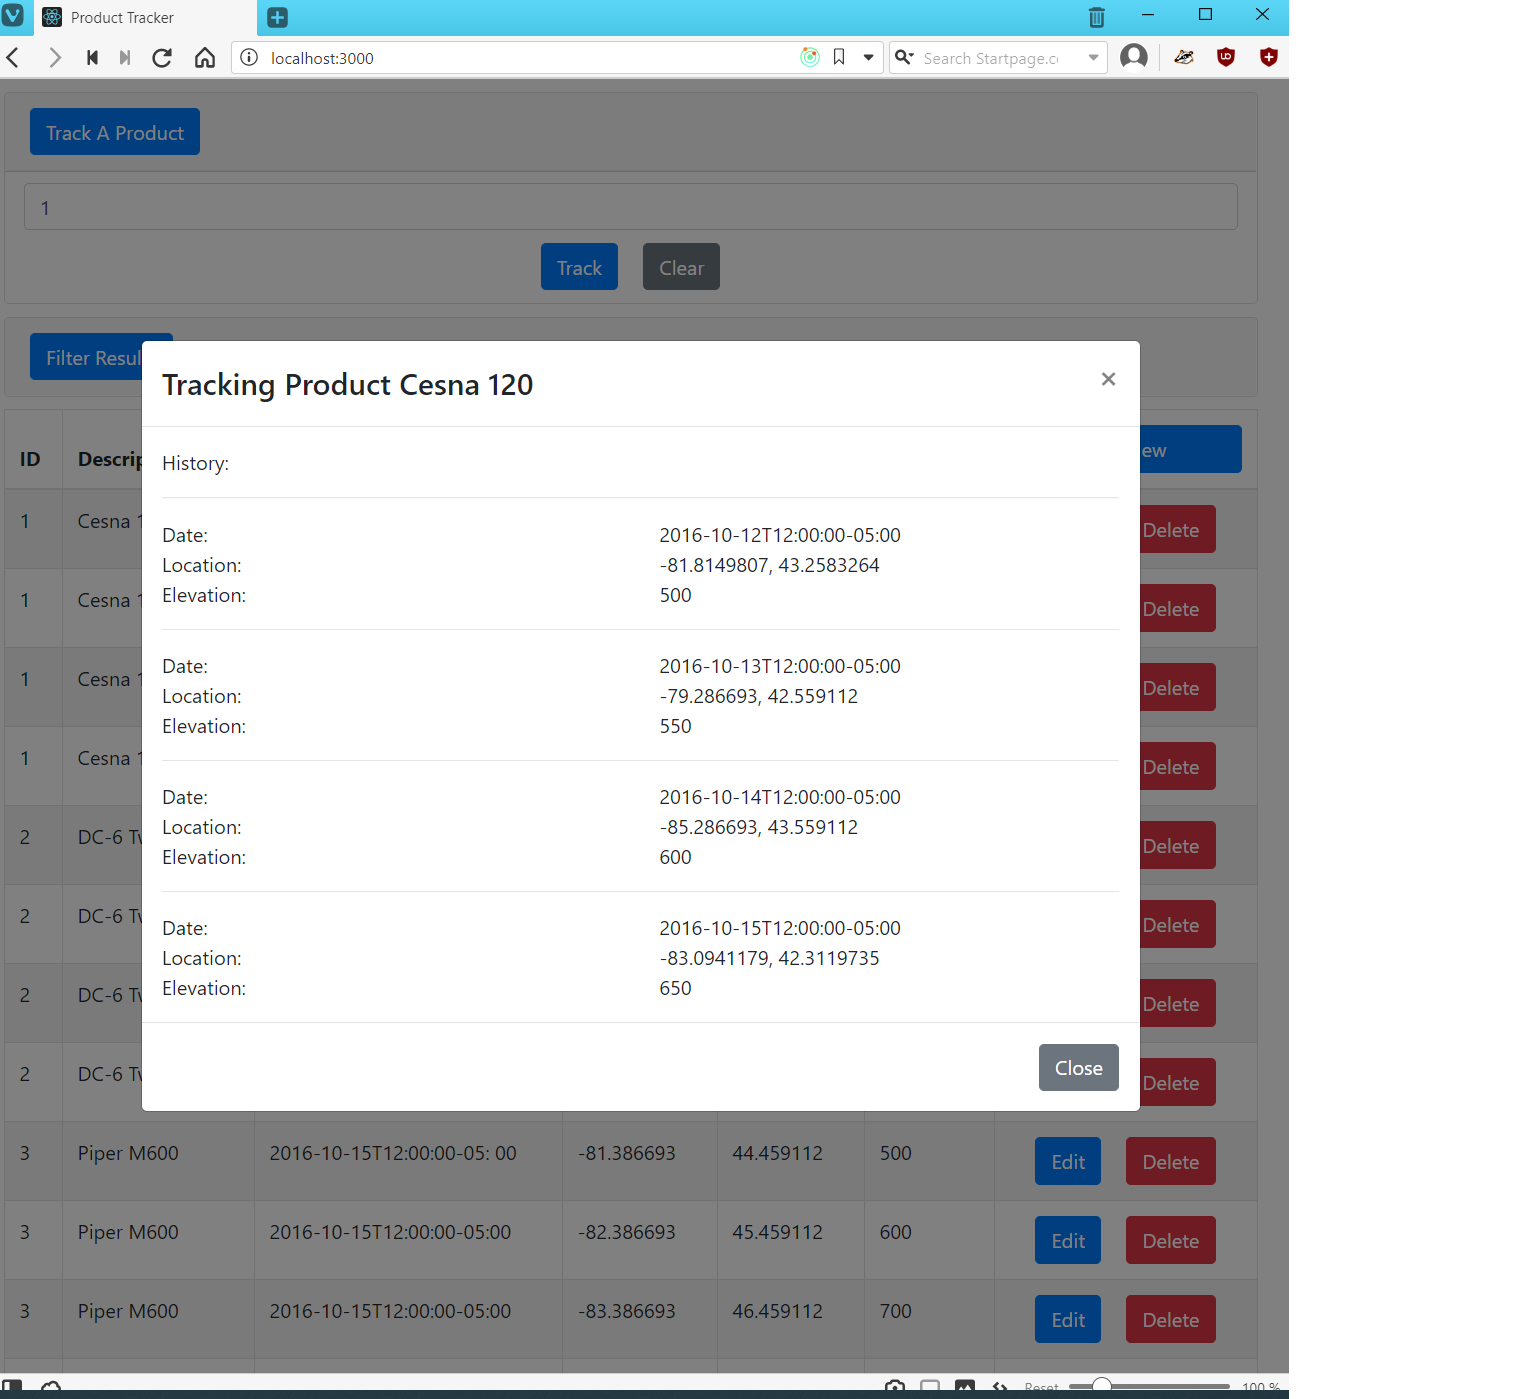 Product Tracker
localhost:3000
Search Startpage.c
Track A Product
1
Track Clear
Filter Resul
Tracking Product Cesna 120 ×
ID Descrip ew
History:
1 Cesna 1 Delete
Date: 2016-10-12T12:00:00-05:00
Location: -81.8149807, 43.2583264
Elevation: 500
1 Cesna 1 Delete
Date: 2016-10-13T12:00:00-05:00
1 Cesna 1 Delete
Location: -79.286693, 42.559112
Elevation: 550
1 Cesna 1 Delete
Date: 2016-10-14T12:00:00-05:00
Location: -85.286693, 43.559112
2 DC-6 Tw Delete
Elevation: 600
2 DC-6 Tw Delete
Date: 2016-10-15T12:00:00-05:00
Location: -83.0941179, 42.3119735
Elevation: 650
2 DC-6 Tw Delete
2 DC-6 Tw Delete
Close
3 Piper M600 2016-10-15T12:00:00-05: 00 -81.386693 44.459112 500 Edit Delete
3 Piper M600 2016-10-15T12:00:00-05:00 -82.386693 45.459112 600 Edit Delete
3 Piper M600 2016-10-15T12:00:00-05:00 -83.386693 46.459112 700 Edit Delete
Reset 100 %